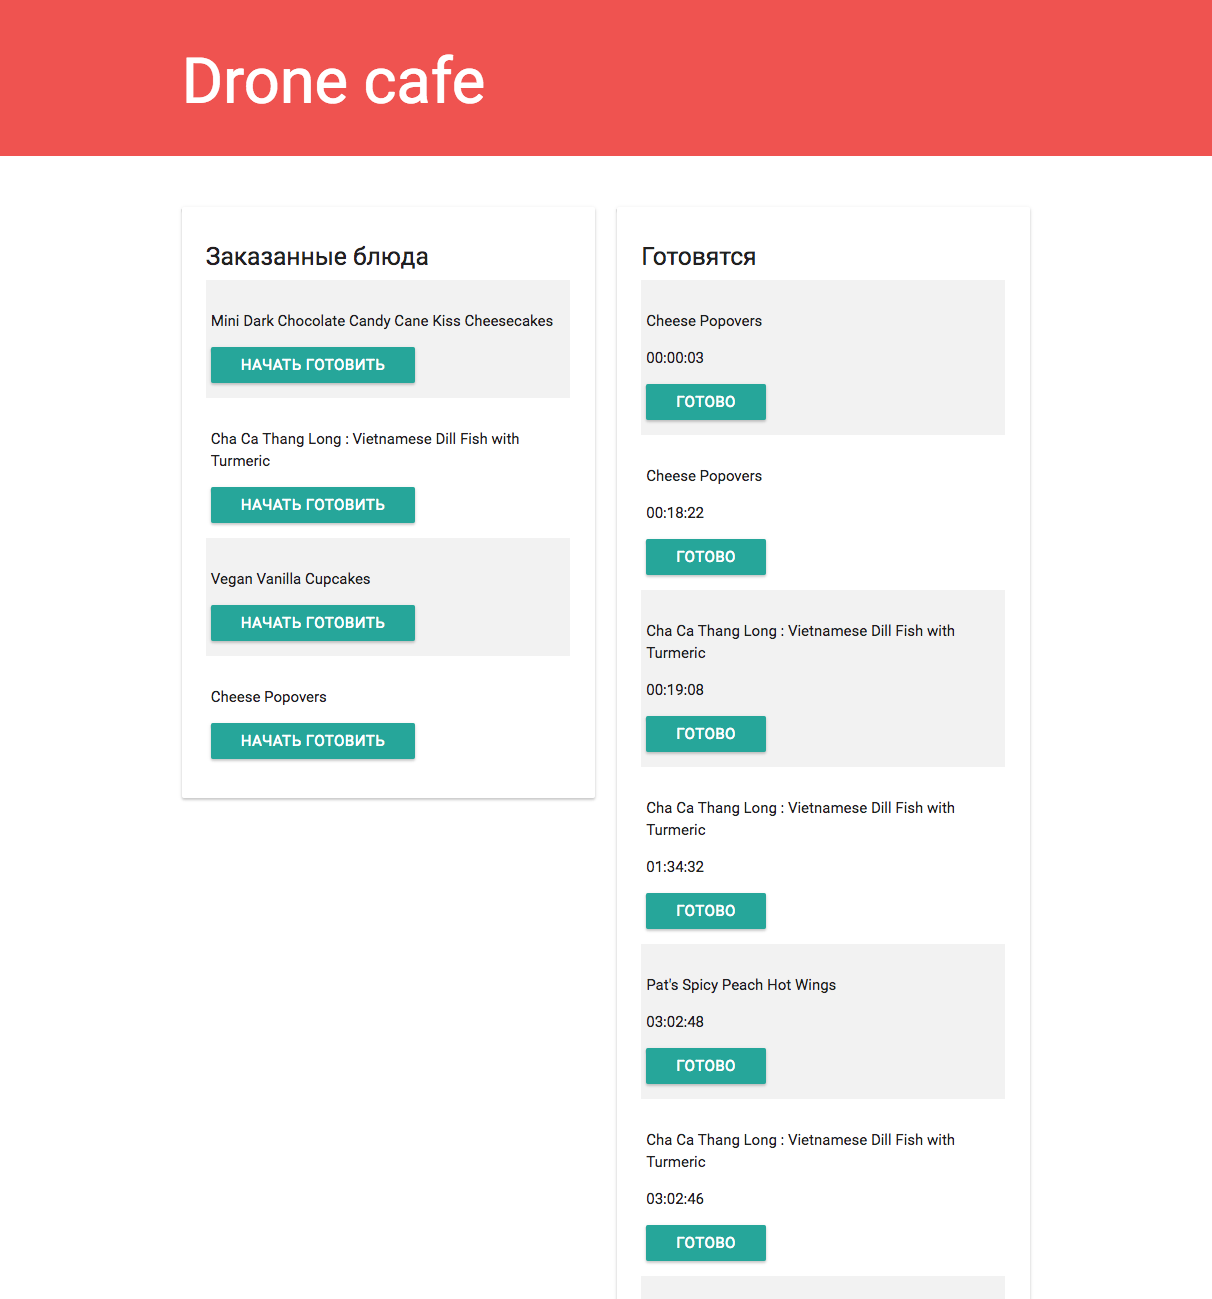 Drone cafe
Заказанные блюда
Mini Dark Chocolate Candy Cane Kiss Cheesecakes
НАЧАТЬ ГОТОВИТЬ
Cha Ca Thang Long : Vietnamese Dill Fish with
Turmeric
НАЧАТЬ ГОТОВИТЬ
Vegan Vanilla Cupcakes
НАЧАТЬ ГОТОВИТЬ
Cheese Popovers
НАЧАТЬ ГОТОВИТЬ
Готовятся
Cheese Popovers
00:00:03
ГОТОВО
Cheese Popovers
00:18:22
ГОТОВО
Cha Ca Thang Long : Vietnamese Dill Fish with
Turmeric
00:19:08
ГОТОВО
Cha Ca Thang Long : Vietnamese Dill Fish with
Turmeric
01:34:32
ГОТОВО
Pat's Spicy Peach Hot Wings
03:02:48
ГОТОВО
Cha Ca Thang Long : Vietnamese Dill Fish with
Turmeric
03:02:46
ГОТОВО